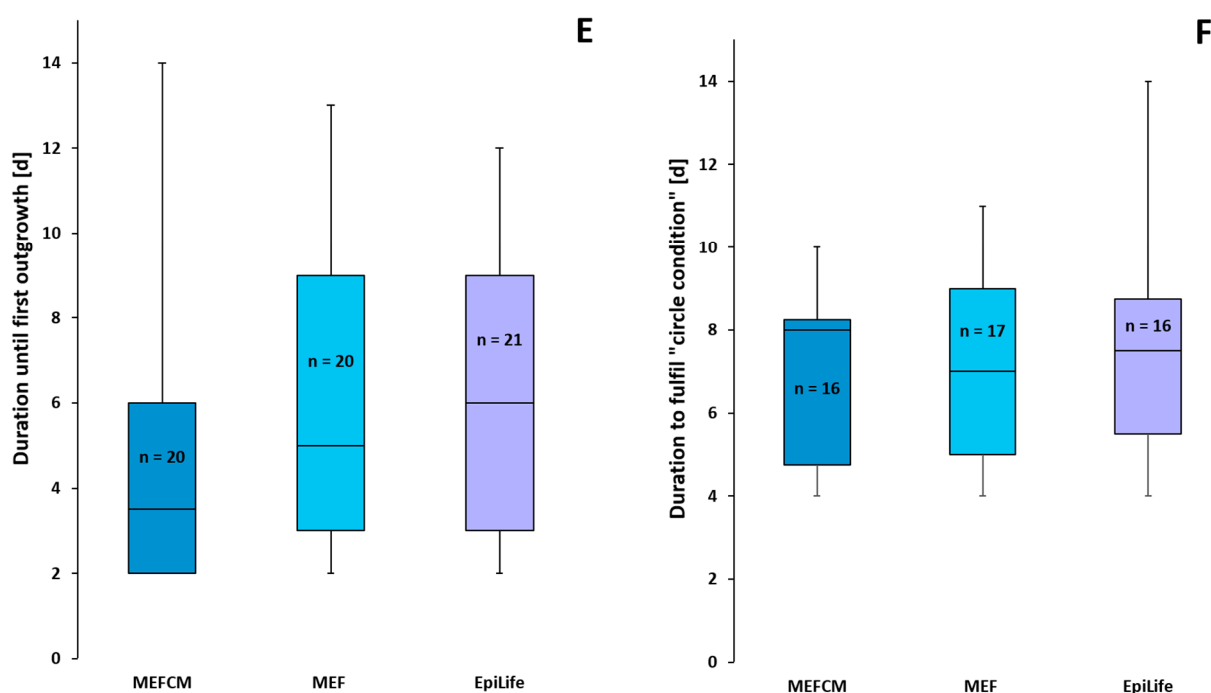 E
Duration until first outgrowth [d]
14
12
10
8
6
4
2
0
n = 20
n = 20
n = 21
MEFCM MEF EpiLife
F
Duration to fulfil "circle condition" [d]
14
12
10
8
6
4
2
0
n = 16
n = 17
n = 16
MEFCM MEF EpiLife